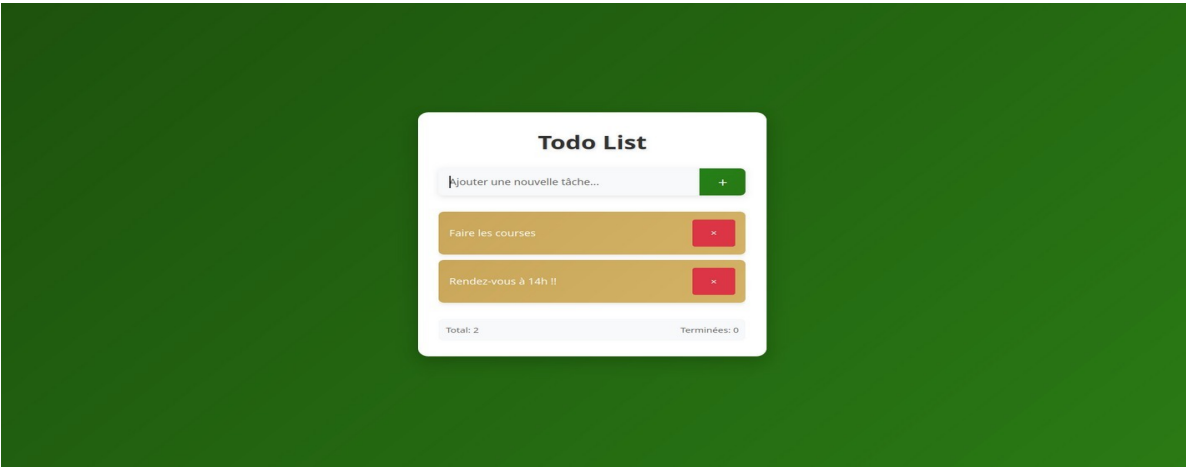 Todo List
Ajouter une nouvelle tâche...
+
Faire les courses ×
Rendez-vous à 14h !! ×
Total: 2 Terminées: 0